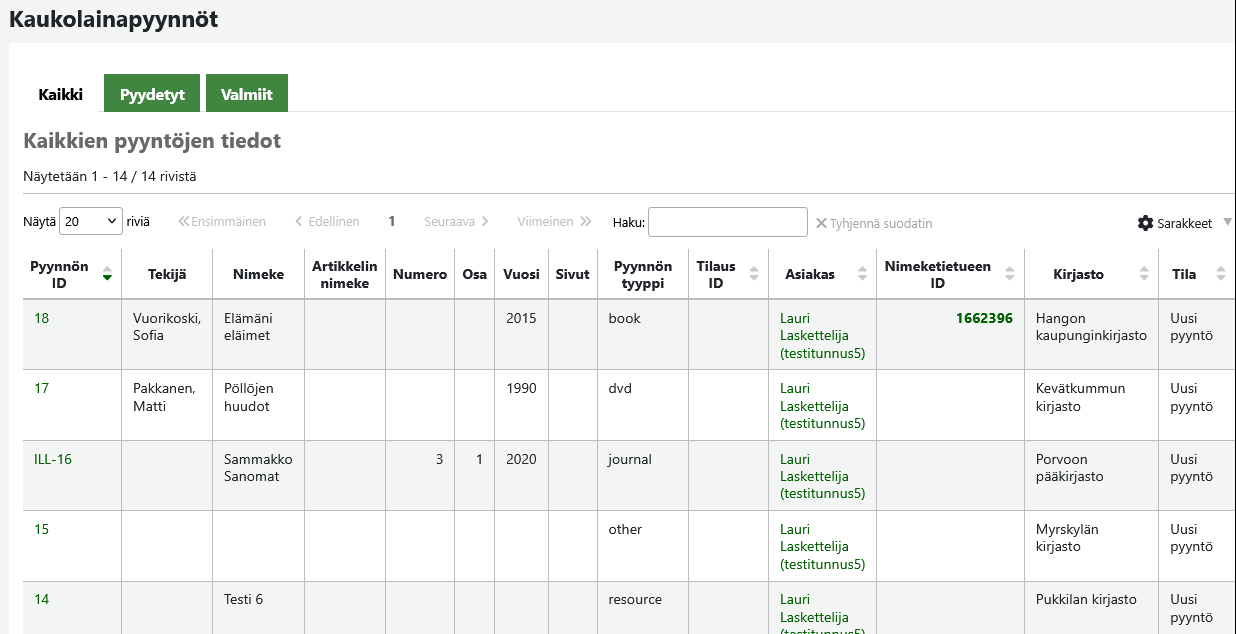 Kaukolainapyynnöt
Kaikki Pyydetyt Valmiit
Kaikkien pyyntöjen tiedot
Näytetään 1 - 14 / 14 rivistä
Näytä 20 riviä Ensimmäinen Edellinen 1 Seuraava Viimeinen Haku: Tyhjennä suodatin Sarakkeet
Pyynnön ID Tekijä Nimeke Artikkelin nimeke Numero Osa Vuosi Sivut Pyynnön tyyppi Tilaus ID Asiakas Nimeketietueen ID Kirjasto Tila
18 Vuorikoski, Sofia Elämäni eläimet 2015 book Lauri Laskettelija (testitunnus5) 1662396 Hangon kaupunginkirjasto Uusi pyyntö
17 Pakkanen, Matti Pöllöjen huudot 1990 dvd Lauri Laskettelija (testitunnus5) Kevätkummun kirjasto Uusi pyyntö
ILL-16 Sammakko Sanomat 3 1 2020 journal Lauri Laskettelija (testitunnus5) Porvoon pääkirjasto Uusi pyyntö
15 other Lauri Laskettelija (testitunnus5) Myrskylän kirjasto Uusi pyyntö
14 Testi 6 resource Lauri Laskettelija Pukkilan kirjasto Uusi pyyntö